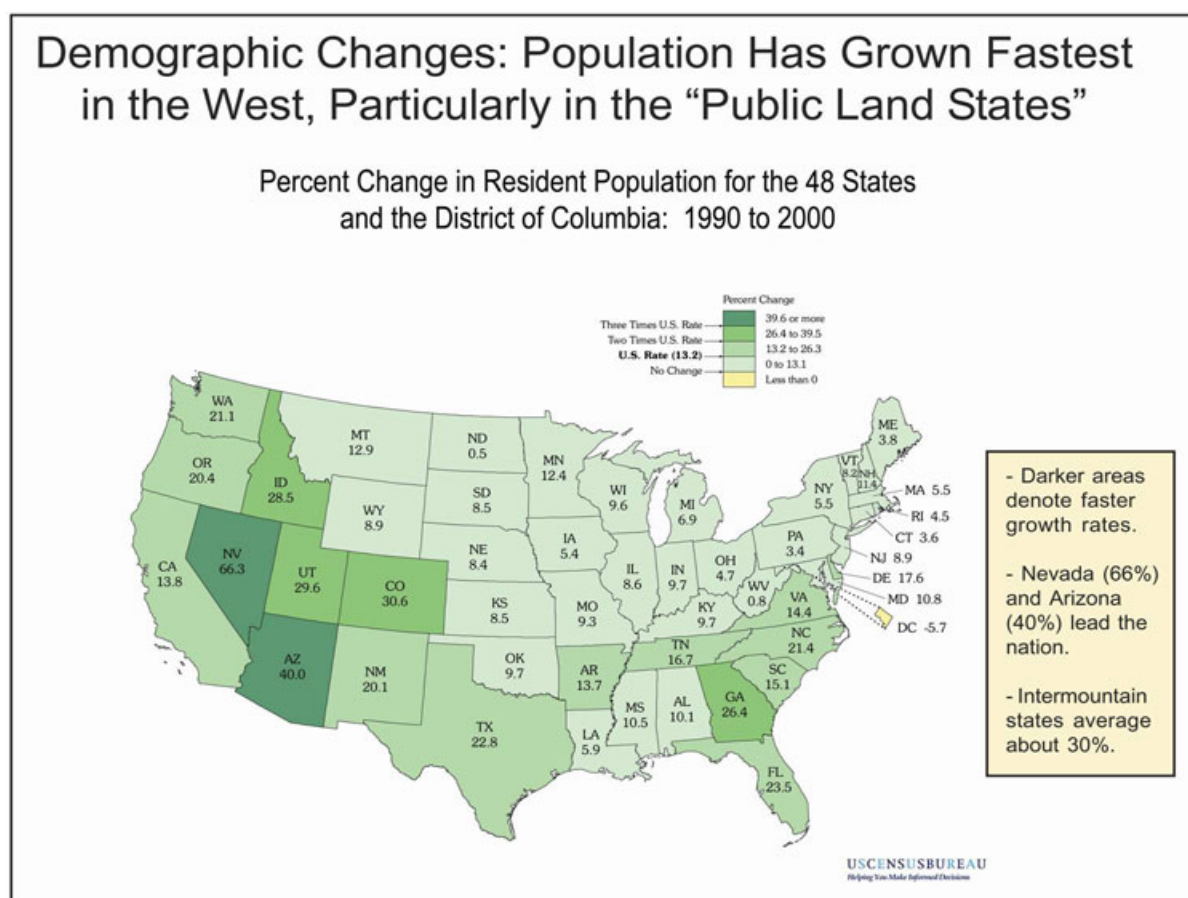 Demographic Changes: Population Has Grown Fastest
in the West, Particularly in the “Public Land States”
Percent Change in Resident Population for the 48 States
and the District of Columbia: 1990 to 2000
Percent Change
39.6 or more
Three Times U.S. Rate
26.4 to 39.5
Two Times U.S. Rate
13.2 to 26.3
U.S. Rate (13.2)
0 to 13.1
No Change
Less than 0
WA
21.1
OR
20.4
CA
13.8
ID
28.5
NV
66.3
MT
12.9
WY
8.9
UT
29.6
CO
30.6
AZ
40.0
NM
20.1
ND
0.5
SD
8.5
NE
8.4
KS
8.5
OK
9.7
TX
22.8
MN
12.4
IA
5.4
MO
9.3
AR
13.7
LA
5.9
WI
9.6
IL
8.6
MI
6.9
IN
9.7
OH
4.7
KY
9.7
TN
16.7
MS
10.5
AL
10.1
GA
26.4
FL
23.5
SC
15.1
NC
21.4
VA
14.4
WV
0.8
PA
3.4
NY
5.5
VT
8.2
NH
11.4
ME
3.8
MA 5.5
RI 4.5
CT 3.6
NJ 8.9
DE 17.6
MD 10.8
DC -5.7
- Darker areas
denote faster
growth rates.
- Nevada (66%)
and Arizona
(40%) lead the
nation.
- Intermountain
states average
about 30%.
USCENSUSBUREAU
Helping You Make Informed Decisions